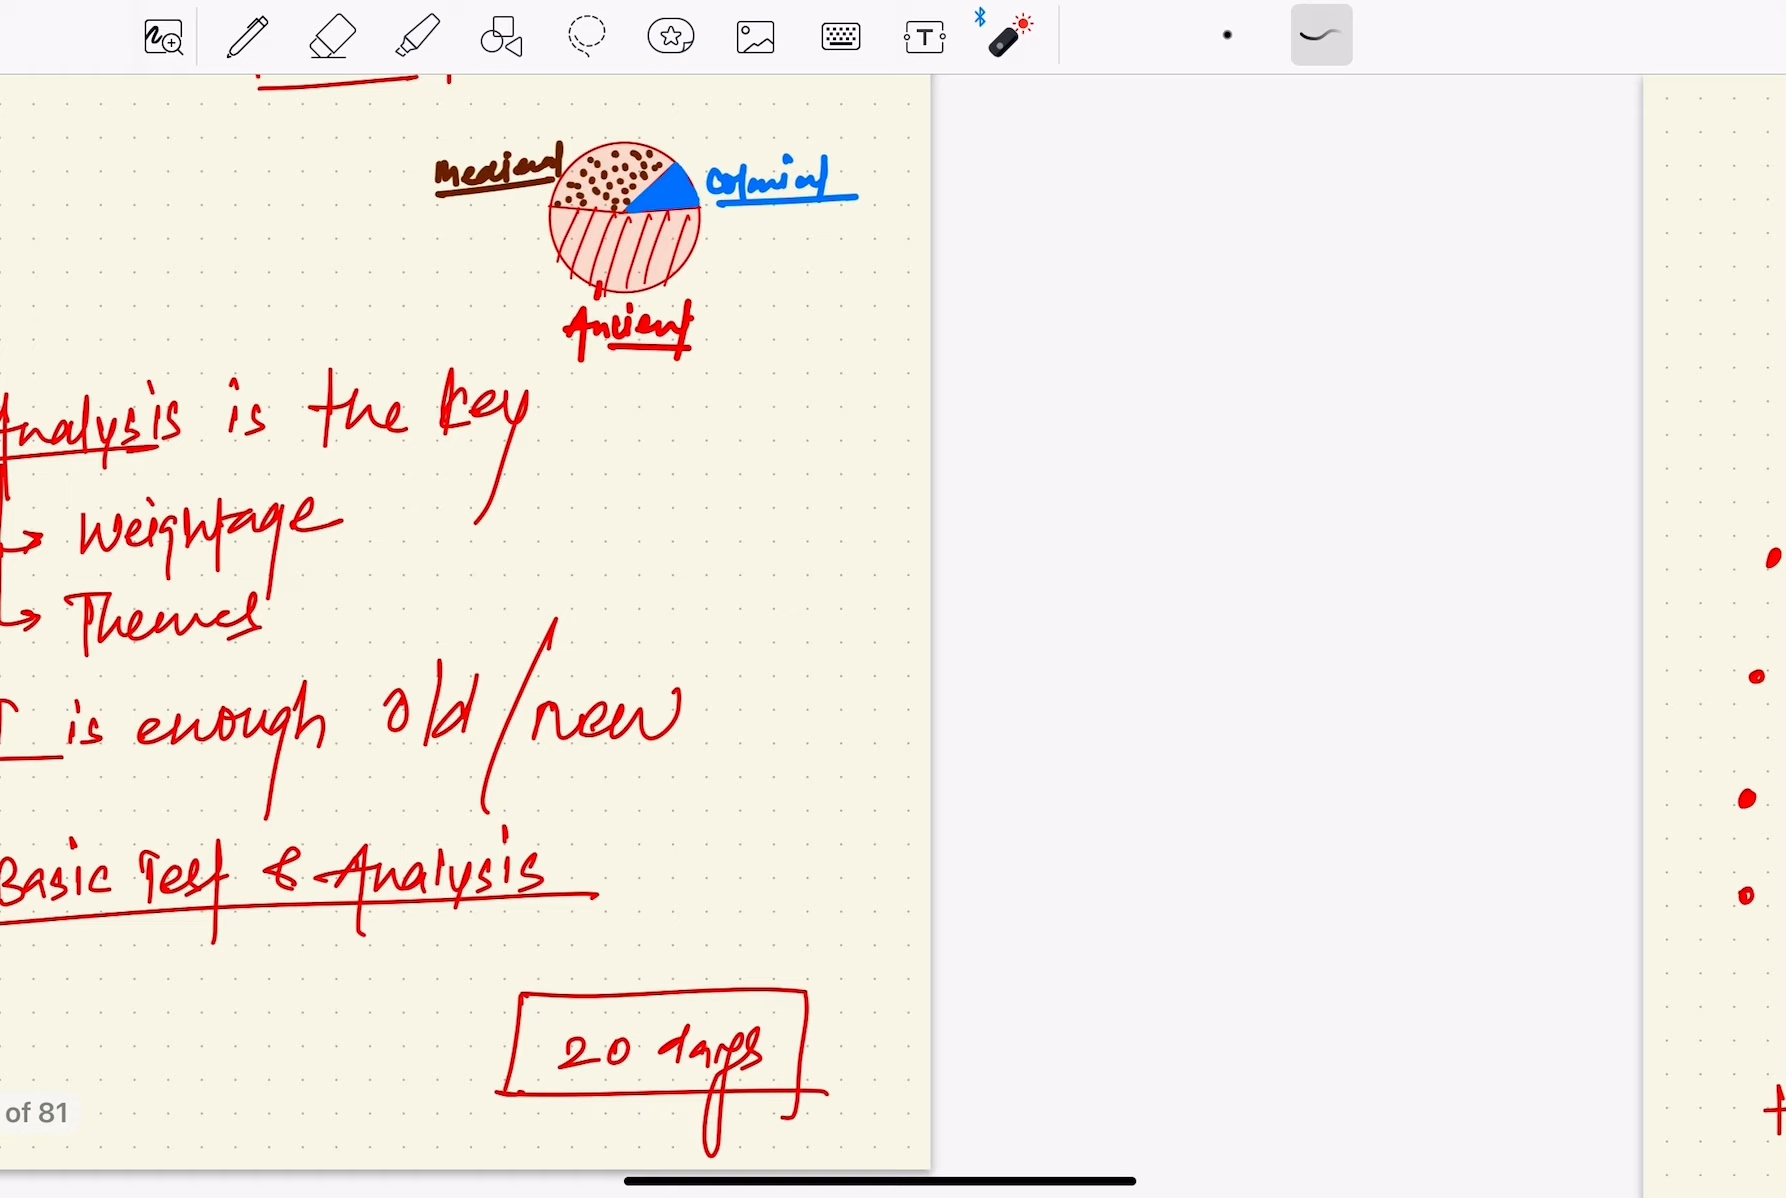 Medieval
Colonial
Ancient
Analysis is the key
→ Weightage
→ Themes
T is enough old/new
Basic Test & Analysis
20 days
of 81